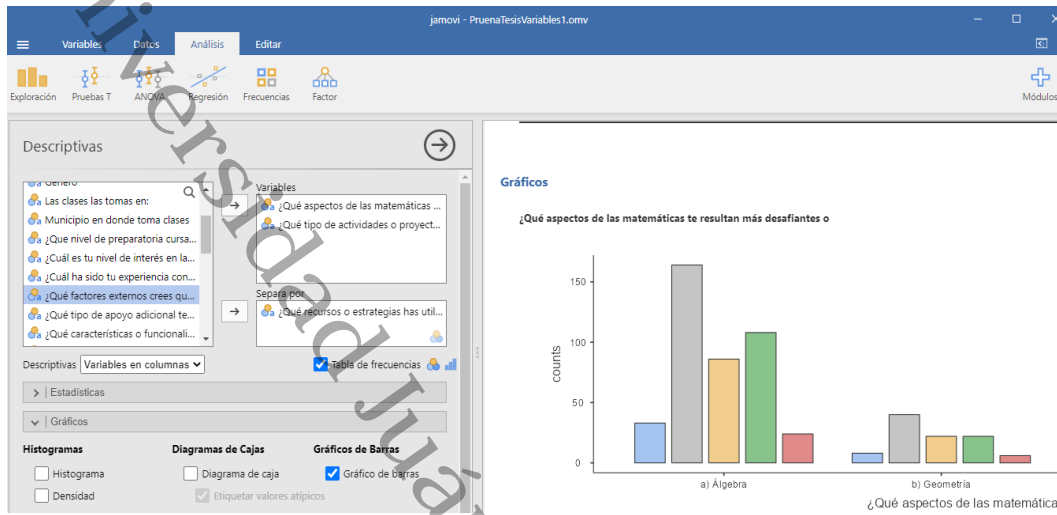 jamovi - PruenaTesisVariables1.omv
Variables Datos Análisis Editar
Exploración Pruebas T ANOVA Regresión Frecuencias Factor Módulos
Descriptivas
Género
Las clases las tomas en:
Municipio en donde toma clases
¿Que nivel de preparatoria cursa...
¿Cuál es tu nivel de interés en la...
¿Cuál ha sido tu experiencia con...
¿Qué factores externos crees qu...
¿Qué tipo de apoyo adicional te...
¿Qué características o funcionali...
Variables
¿Qué aspectos de las matemáticas ...
¿Qué tipo de actividades o proyect...
Separa por
¿Qué recursos o estrategias has util...
Descriptivas Variables en columnas Tabla de frecuencias
Estadísticas
Gráficos
Histogramas Diagramas de Cajas Gráficos de Barras
Histograma Diagrama de caja Gráfico de barras
Densidad Etiquetar valores atípicos
Gráficos
¿Qué aspectos de las matemáticas te resultan más desafiantes o
counts
150
100
50
0
a) Álgebra b) Geometría
¿Qué aspectos de las matemática
iversidad Juá